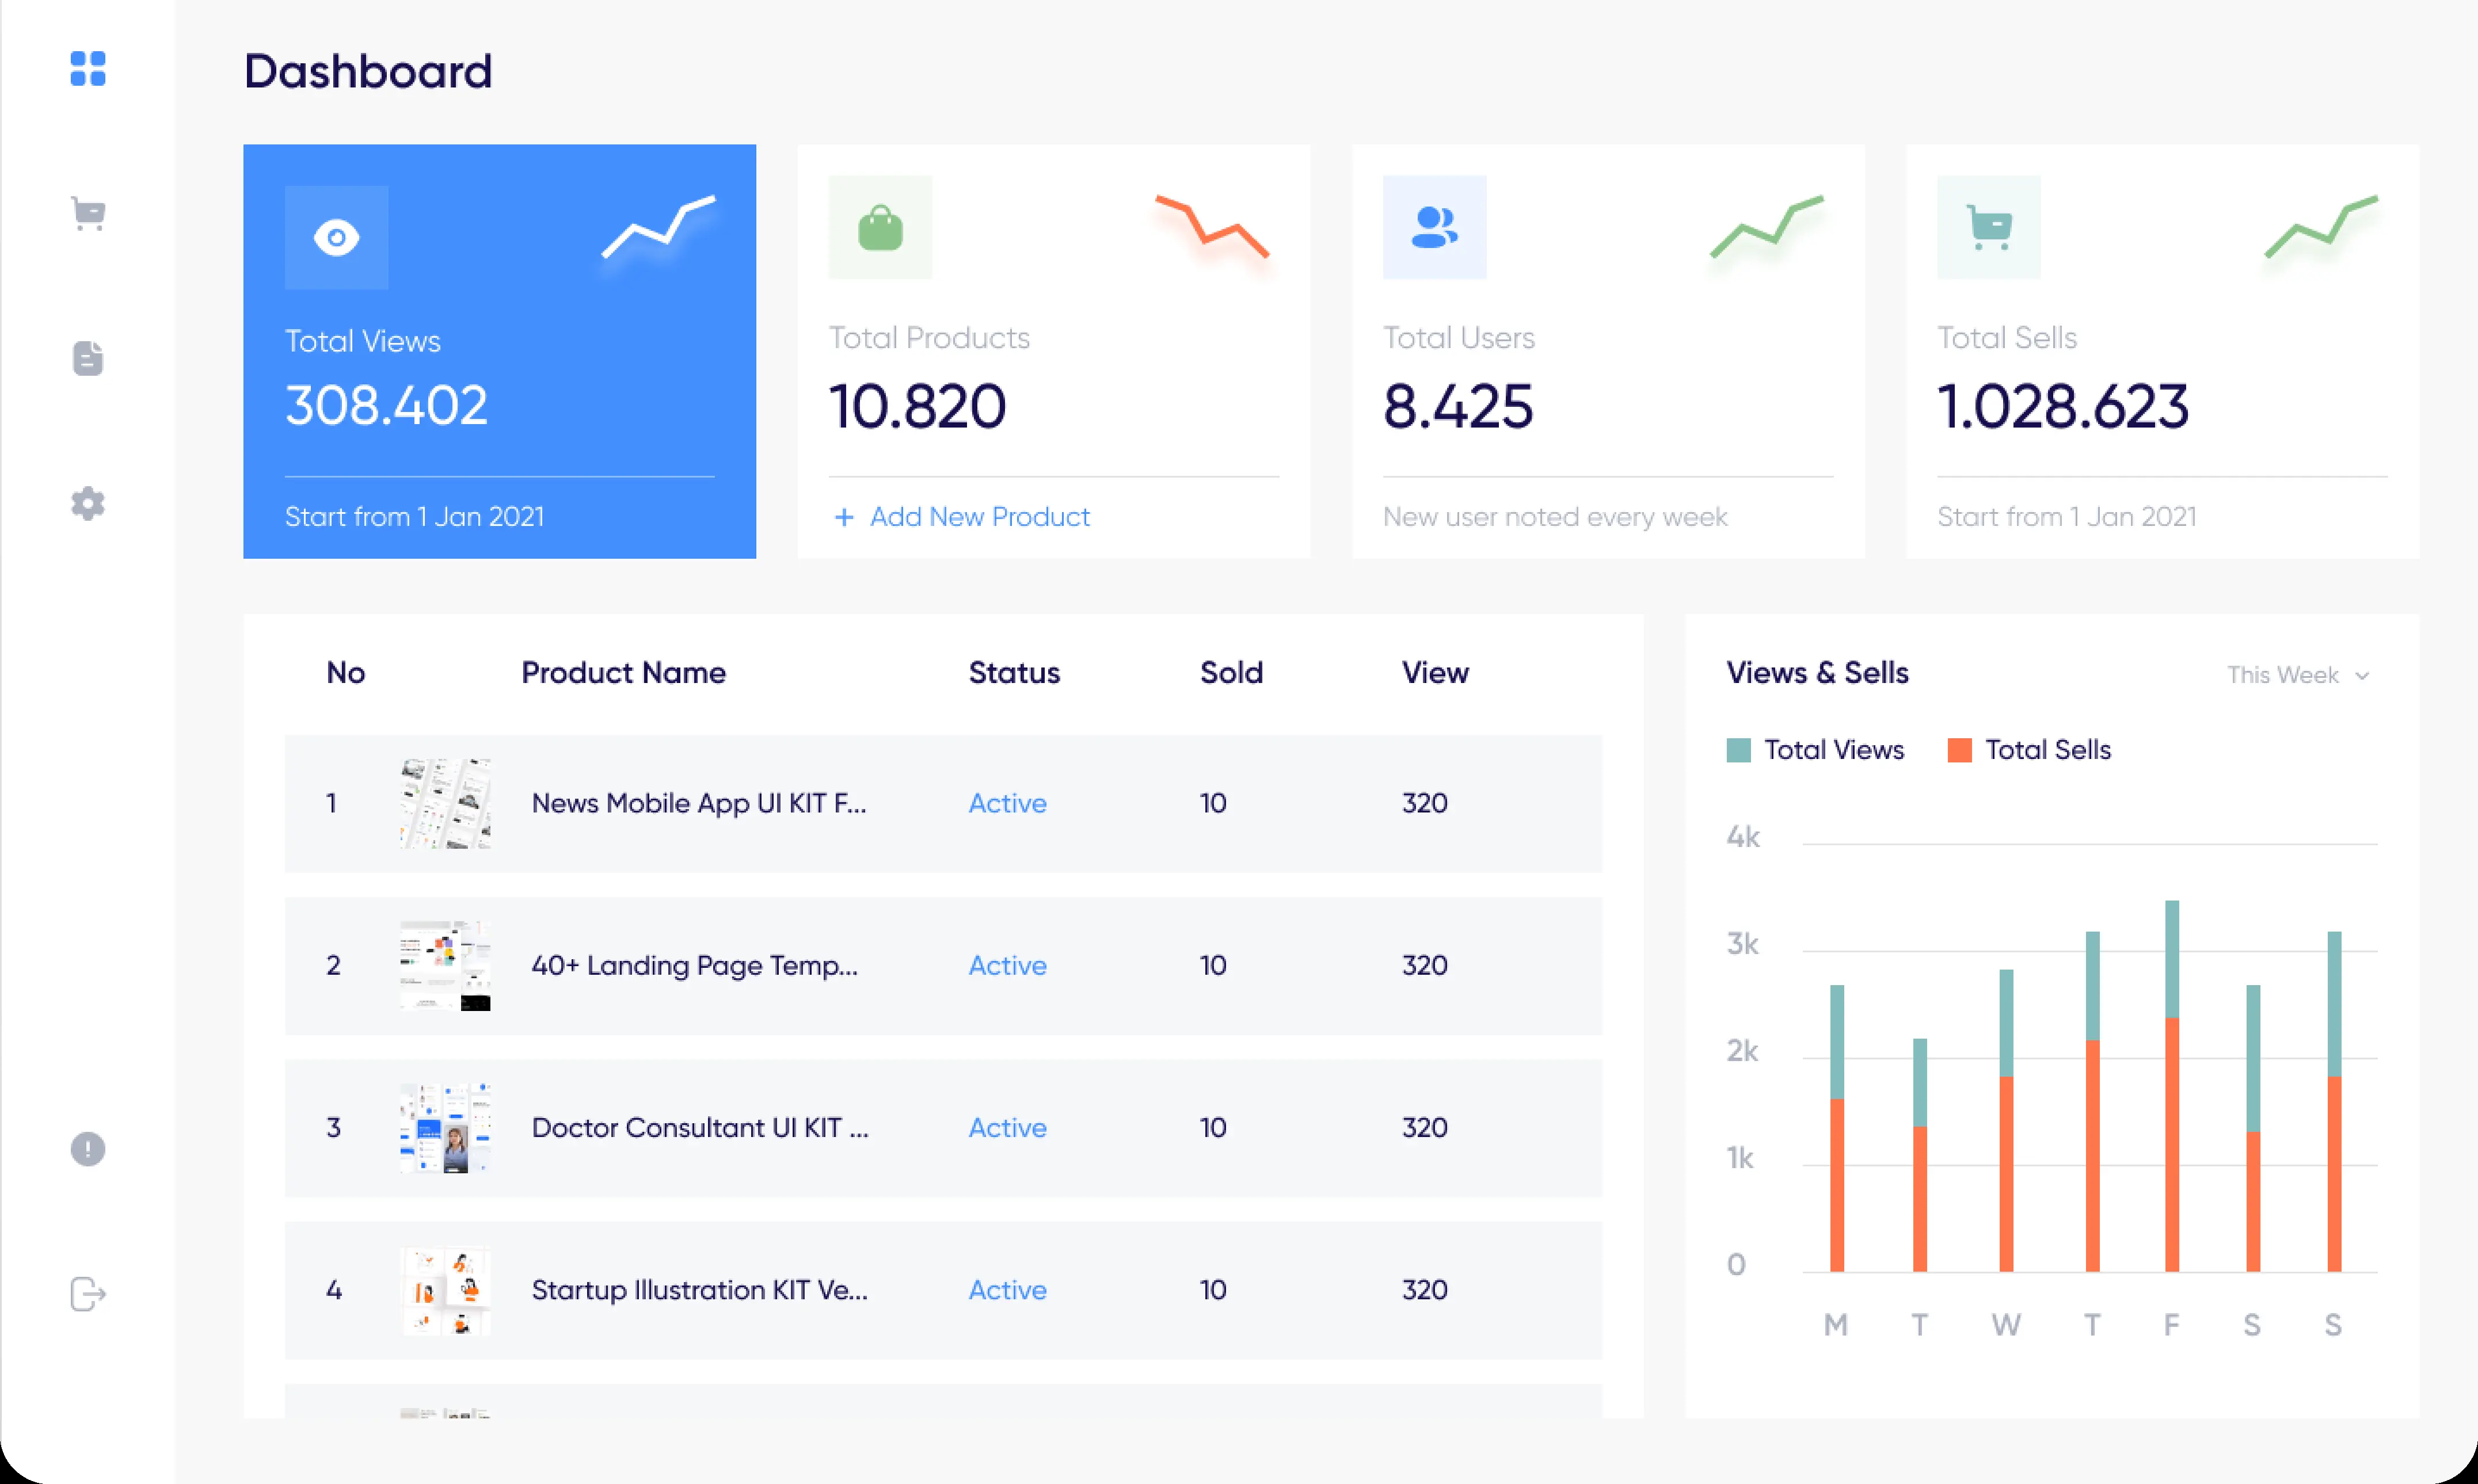 Dashboard
Total Views
308.402
Start from 1 Jan 2021
Total Products
10.820
+ Add New Product
Total Users
8.425
New user noted every week
Total Sells
1.028.623
Start from 1 Jan 2021
No Product Name Status Sold View
1 News Mobile App UI KIT F... Active 10 320
2 40+ Landing Page Temp... Active 10 320
3 Doctor Consultant UI KIT ... Active 10 320
4 Startup Illustration KIT Ve... Active 10 320
Views & Sells This Week
Total Views Total Sells
4k
3k
2k
1k
0
M T W T F S S